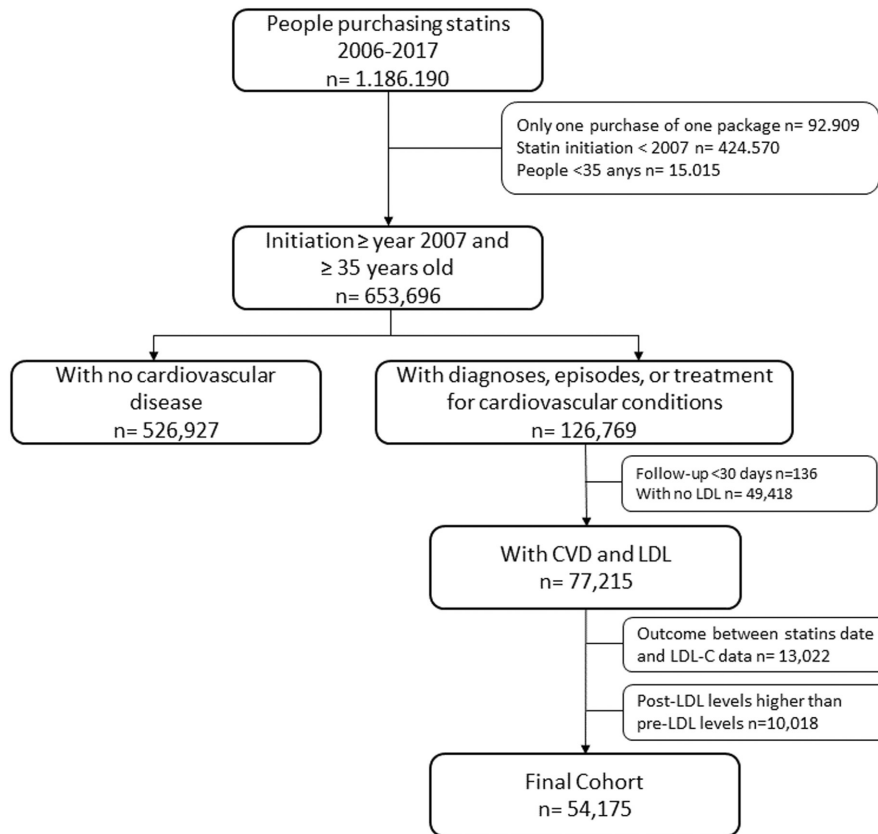 People purchasing statins
2006-2017
n= 1.186.190
Only one purchase of one package n= 92.909
Statin initiation < 2007 n= 424.570
People <35 anys n= 15.015
Initiation ≥ year 2007 and
≥ 35 years old
n= 653,696
With no cardiovascular
disease
n= 526,927
With diagnoses, episodes, or treatment
for cardiovascular conditions
n= 126,769
Follow-up <30 days n=136
With no LDL n= 49,418
With CVD and LDL
n= 77,215
Outcome between statins date
and LDL-C data n= 13,022
Post-LDL levels higher than
pre-LDL levels n=10,018
Final Cohort
n= 54,175